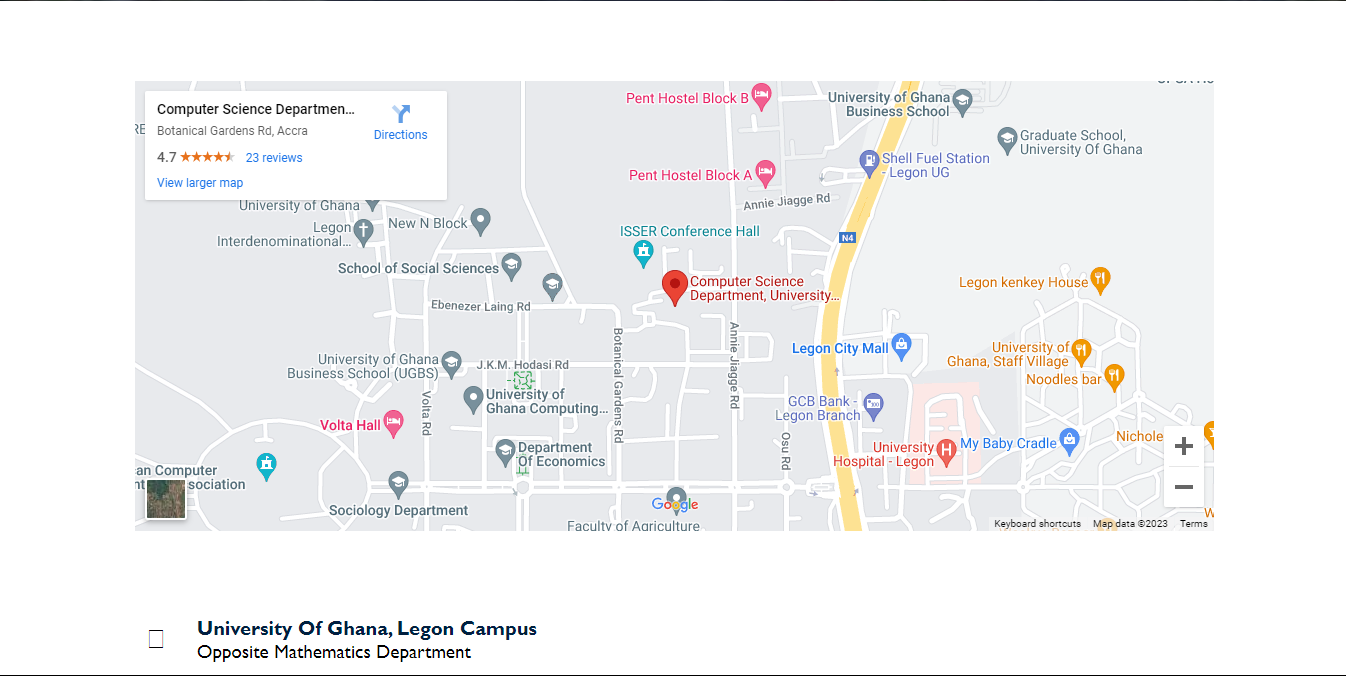 Computer Science Departmen...
Botanical Gardens Rd, Accra
4.7
23 reviews
View larger map
Directions
Pent Hostel Block B
University of Ghana
Business School
Graduate School,
University Of Ghana
Shell Fuel Station
- Legon UG
Pent Hostel Block A
Annie Jiagge Rd
University of Ghana
New N Block
Legon
Interdenominational...
ISSER Conference Hall
N4
School of Social Sciences
Computer Science
Department, University...
Legon kenkey House
Ebenezer Laing Rd
Botanical Gardens Rd
Annie Jiagge Rd
Legon City Mall
University of
Ghana, Staff Village
Noodles bar
University of Ghana
Business School (UGBS)
J.K.M. Hodasi Rd
University of
Ghana Computing...
Volta Rd
Volta Hall
GCB Bank -
Legon Branch
Osu Rd
University
Hospital - Legon
My Baby Cradle
Nichole
Department
Of Economics
an Computer
Sociology Department
Google
Faculty of Agriculture
Keyboard shortcuts
Map data ©2023
Terms
University Of Ghana, Legon Campus
Opposite Mathematics Department